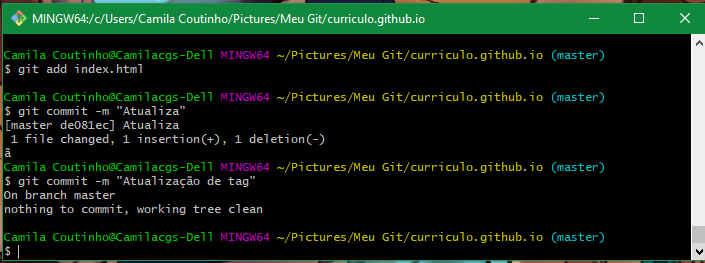 MINGW64:/c/Users/Camila Coutinho/Pictures/Meu Git/curriculo.github.io
Camila Coutinho@Camilacgs-Dell MINGW64 ~/Pictures/Meu Git/curriculo.github.io (master)
$ git add index.html
Camila Coutinho@Camilacgs-Dell MINGW64 ~/Pictures/Meu Git/curriculo.github.io (master)
$ git commit -m "Atualiza"
[master de081ec] Atualiza
1 file changed, 1 insertion(+), 1 deletion(-)
ã
Camila Coutinho@Camilacgs-Dell MINGW64 ~/Pictures/Meu Git/curriculo.github.io (master)
$ git commit -m "Atualização de tag"
On branch master
nothing to commit, working tree clean
Camila Coutinho@Camilacgs-Dell MINGW64 ~/Pictures/Meu Git/curriculo.github.io (master)
$